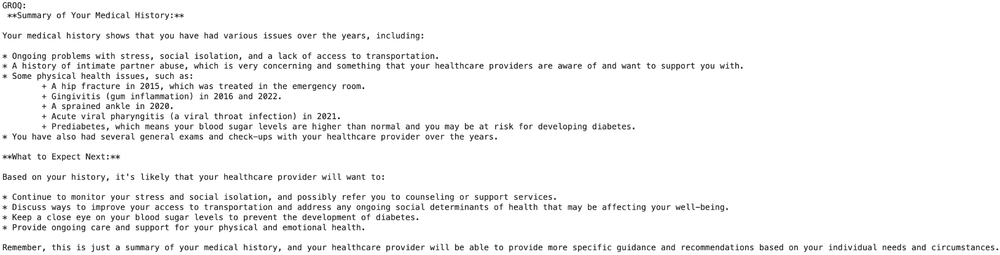 GROQ:
**Summary of Your Medical History:**
Your medical history shows that you have had various issues over the years, including:
* Ongoing problems with stress, social isolation, and a lack of access to transportation.
* A history of intimate partner abuse, which is very concerning and something that your healthcare providers are aware of and want to support you with.
* Some physical health issues, such as:
+ A hip fracture in 2015, which was treated in the emergency room.
+ Gingivitis (gum inflammation) in 2016 and 2022.
+ A sprained ankle in 2020.
+ Acute viral pharyngitis (a viral throat infection) in 2021.
+ Prediabetes, which means your blood sugar levels are higher than normal and you may be at risk for developing diabetes.
* You have also had several general exams and check-ups with your healthcare provider over the years.
**What to Expect Next:**
Based on your history, it's likely that your healthcare provider will want to:
* Continue to monitor your stress and social isolation, and possibly refer you to counseling or support services.
* Discuss ways to improve your access to transportation and address any ongoing social determinants of health that may be affecting your well-being.
* Keep a close eye on your blood sugar levels to prevent the development of diabetes.
* Provide ongoing care and support for your physical and emotional health.
Remember, this is just a summary of your medical history, and your healthcare provider will be able to provide more specific guidance and recommendations based on your individual needs and circumstances.